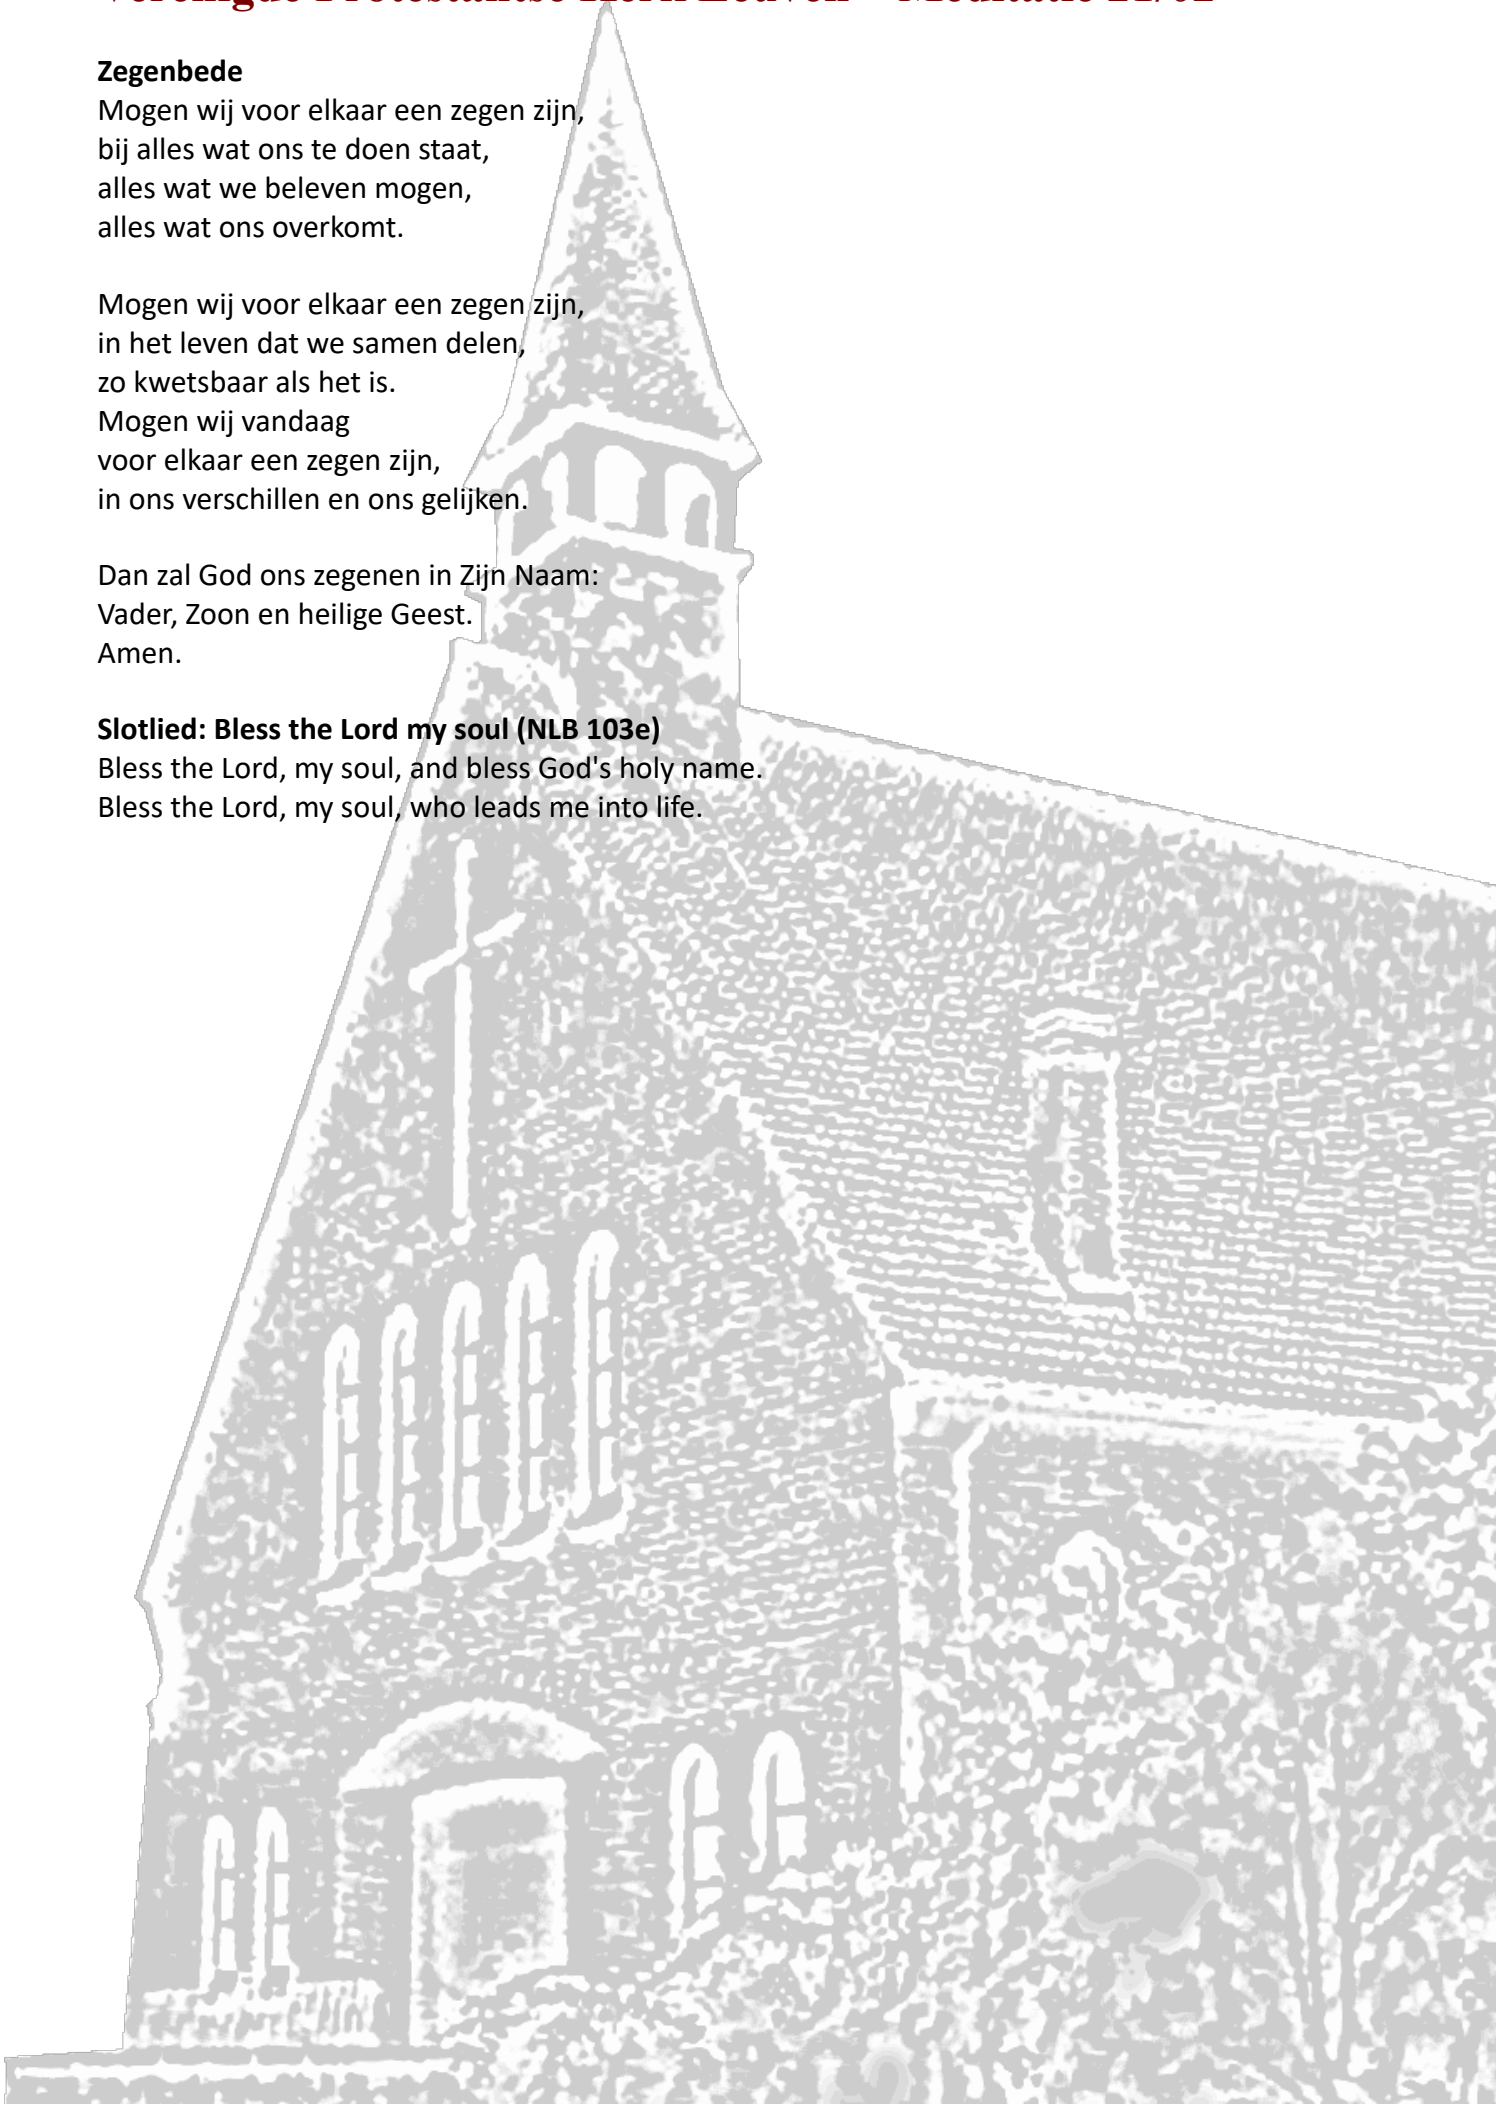 Verenigde Protestantse Kerk Leuven – Meditatie
Zegenbede
Mogen wij voor elkaar een zegen zijn,
bij alles wat ons te doen staat,
alles wat we beleven mogen,
alles wat ons overkomt.
Mogen wij voor elkaar een zegen zijn,
in het leven dat we samen delen,
zo kwetsbaar als het is.
Mogen wij vandaag
voor elkaar een zegen zijn,
in ons verschillen en ons gelijken.
Dan zal God ons zegenen in Zijn Naam:
Vader, Zoon en heilige Geest.
Amen.
Slotlied: Bless the Lord my soul (NLB 103e)
Bless the Lord, my soul, and bless God's holy name.
Bless the Lord, my soul, who leads me into life.